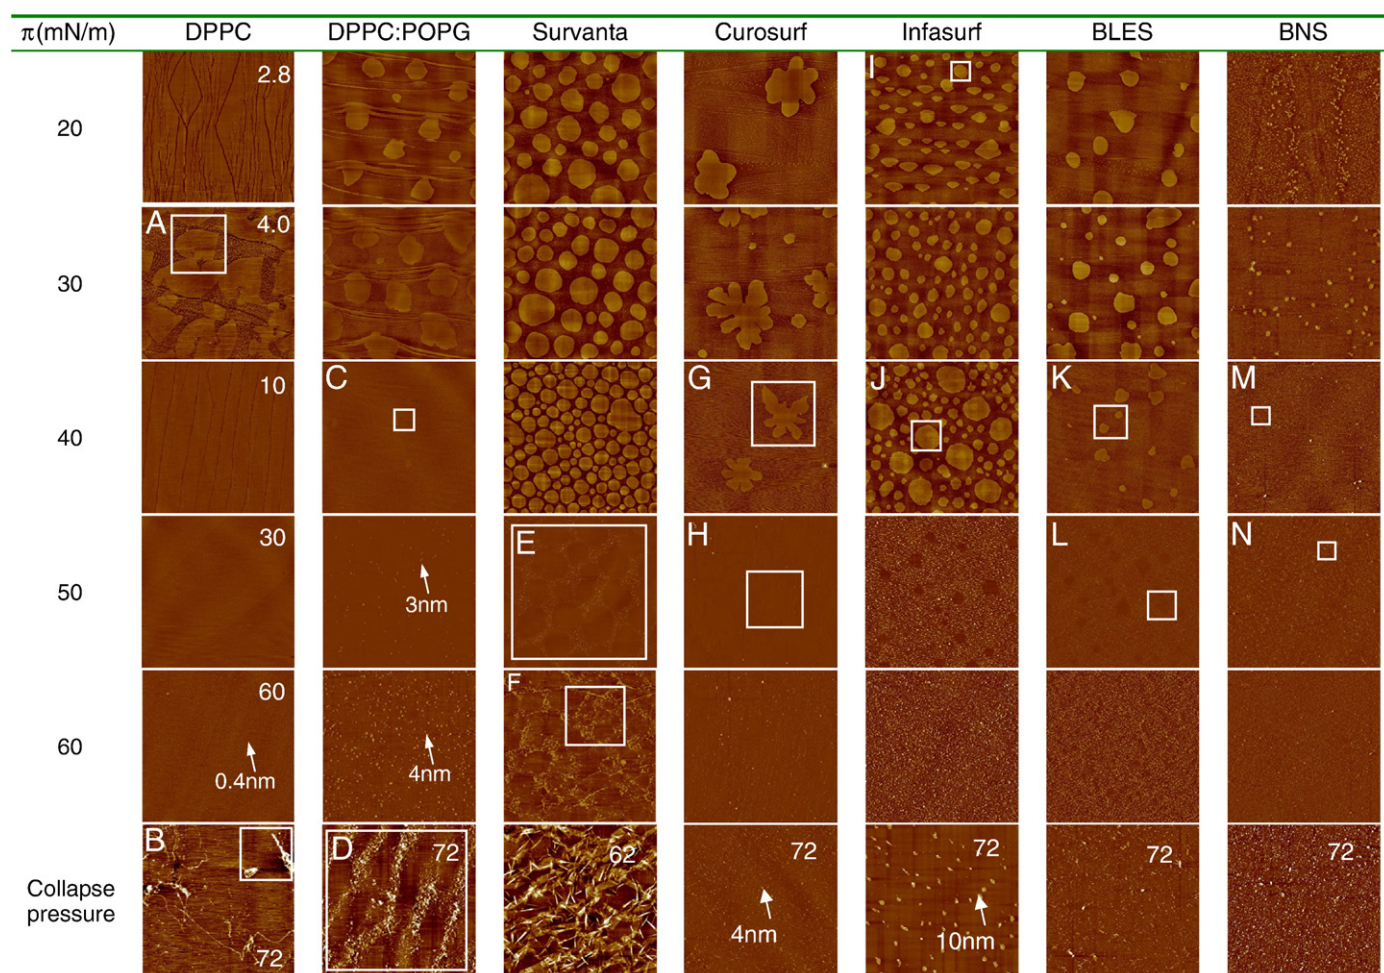 π(mN/m) DPPC DPPC:POPG Survanta Curosurf Infasurf BLES BNS
20 2.8 I
30 A 4.0
40 10 C G J K M
50 30 3nm E H L N
60 60 0.4nm 4nm F
Collapse pressure B 72 D 72 62 72 4nm 72 10nm 72 72